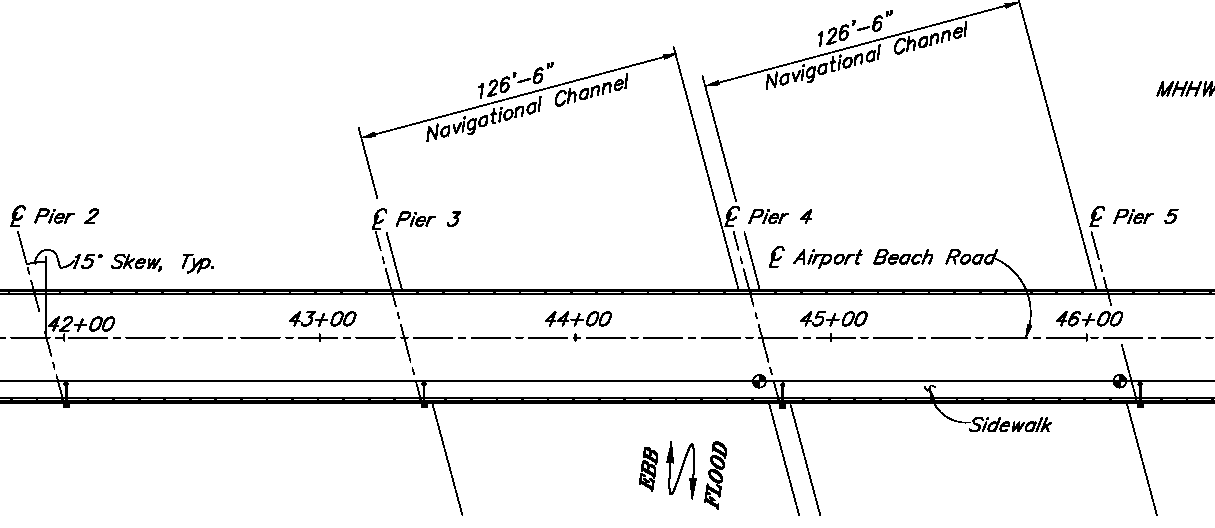 126'-6"
Navigational Channel
126'-6"
Navigational Channel
MHHW
℄ Pier 2
℄ Pier 3
℄ Pier 4
℄ Pier 5
15° Skew, Typ.
℄ Airport Beach Road
42+00
43+00
44+00
45+00
46+00
Sidewalk
EBB
FLOOD